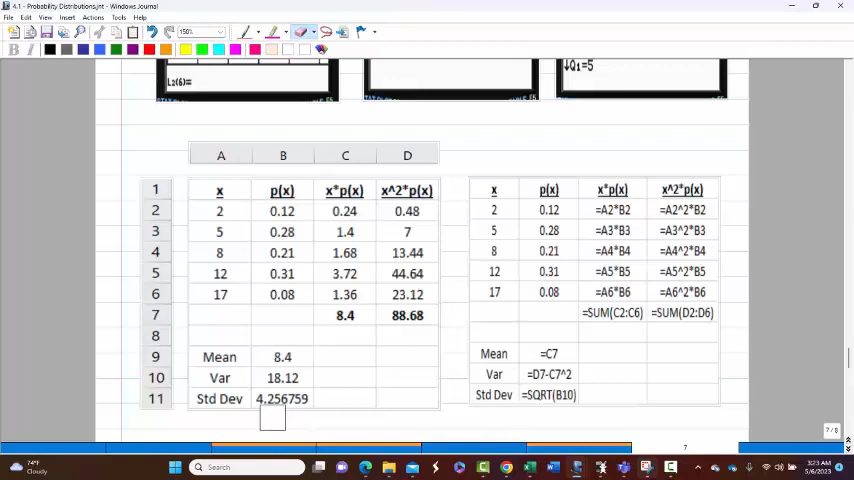 4.1 - Probability Distributions.jnt - Windows Journal
File Edit View Insert Actions Tools Help
150%
B I
L2(6)=
↓Q1=5
A B C D
1 x p(x) x*p(x) x^2*p(x)
2 2 0.12 0.24 0.48
3 5 0.28 1.4 7
4 8 0.21 1.68 13.44
5 12 0.31 3.72 44.64
6 17 0.08 1.36 23.12
7 8.4 88.68
8
9 Mean 8.4
10 Var 18.12
11 Std Dev 4.256759
x p(x) x*p(x) x^2*p(x)
2 0.12 =A2*B2 =A2^2*B2
5 0.28 =A3*B3 =A3^2*B3
8 0.21 =A4*B4 =A4^2*B4
12 0.31 =A5*B5 =A5^2*B5
17 0.08 =A6*B6 =A6^2*B6
=SUM(C2:C6) =SUM(D2:D6)
Mean =C7
Var =D7-C7^2
Std Dev =SQRT(B10)
7 / 8
7
74°F
Cloudy
Search
3:23 AM
5/6/2023